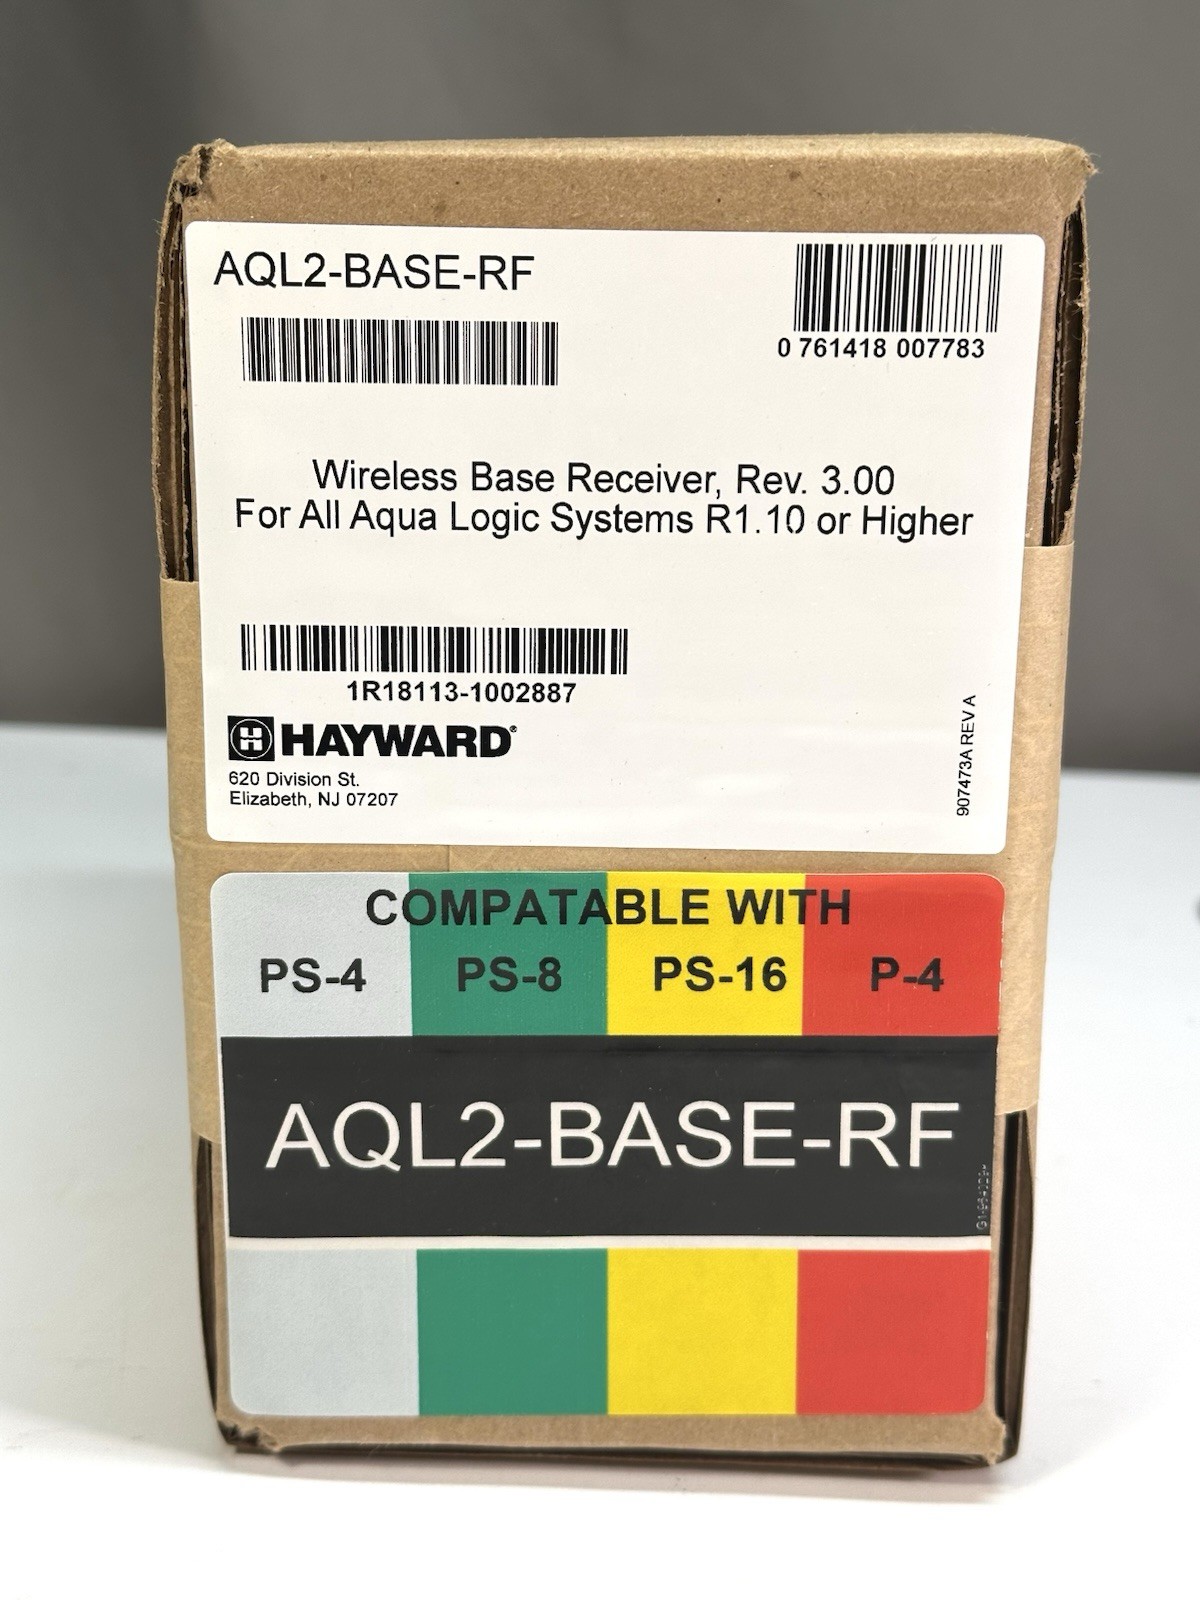 AQL2-BASE-RF
0 761418 007783
Wireless Base Receiver, Rev. 3.00
For All Aqua Logic Systems R1.10 or Higher
1R18113-1002887
HAYWARD®
620 Division St.
Elizabeth, NJ 07207
907473A REV A
COMPATABLE WITH
PS-4 PS-8 PS-16 P-4
AQL2-BASE-RF